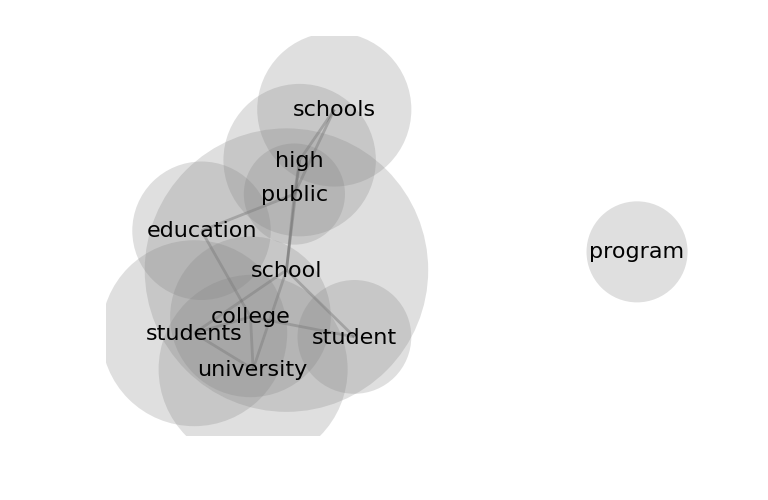 schools
high
public
education
program
school
college
students
student
university